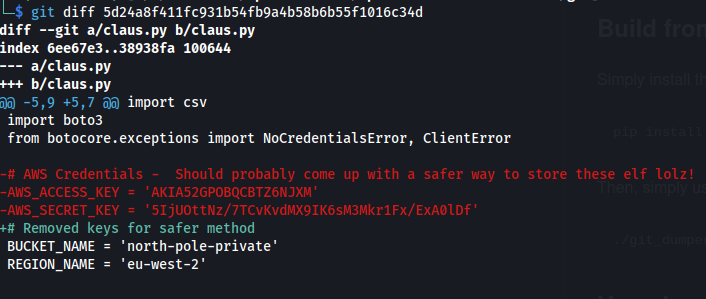 $ git diff 5d24a8f411fc931b54fb9a4b58b6b55f1016c34d
diff --git a/claus.py b/claus.py
index 6ee67e3..38938fa 100644
--- a/claus.py
+++ b/claus.py
@@ -5,9 +5,7 @@ import csv
 import boto3
 from botocore.exceptions import NoCredentialsError, ClientError

-# AWS Credentials -  Should probably come up with a safer way to store these elf lolz!
-AWS_ACCESS_KEY = 'AKIA52GPOBQCBTZ6NJXM'
-AWS_SECRET_KEY = '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'
+# Removed keys for safer method
 BUCKET_NAME = 'north-pole-private'
 REGION_NAME = 'eu-west-2'
Build from
Simply install th
pip install
Then, simply us
./git_dumpe